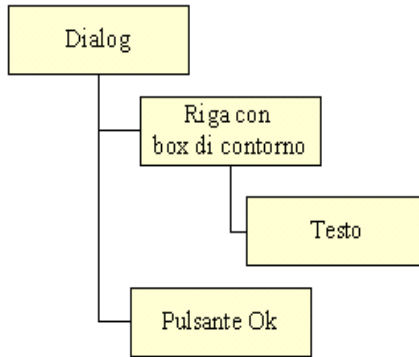 Dialog
Riga con
box di contorno
Testo
Pulsante Ok